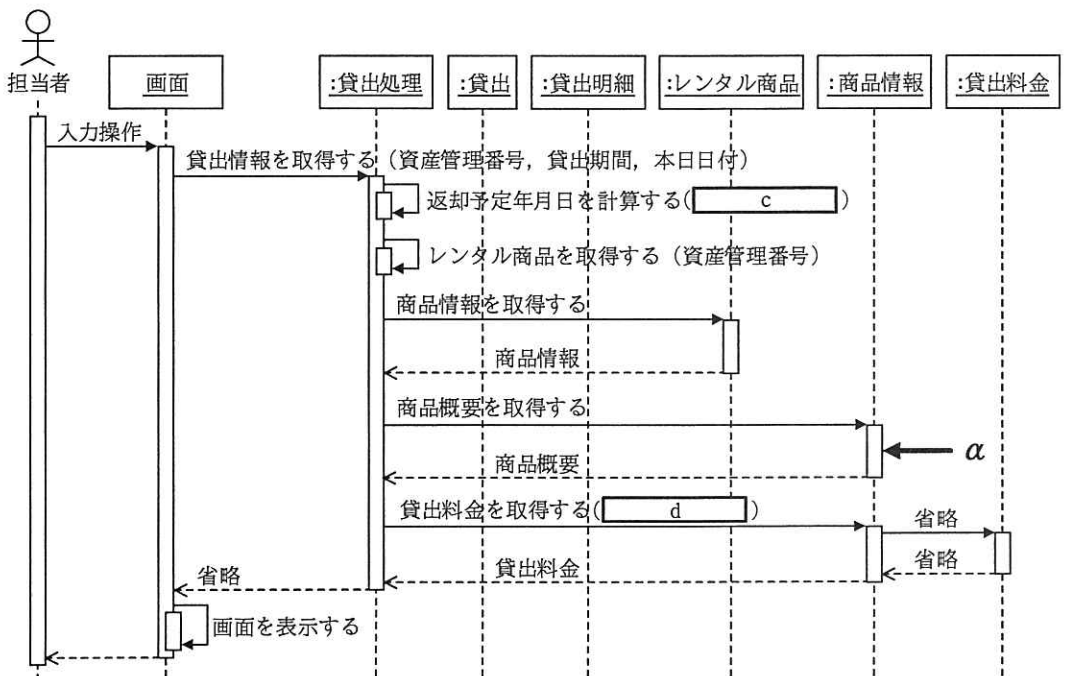 担当者
画面
:貸出処理
:貸出
:貸出明細
:レンタル商品
:商品情報
:貸出料金
入力操作
貸出情報を取得する（資産管理番号，貸出期間，本日日付）
返却予定年月日を計算する( c )
レンタル商品を取得する（資産管理番号）
商品情報を取得する
商品情報
商品概要を取得する
α
商品概要
貸出料金を取得する( d )
省略
貸出料金
省略
省略
画面を表示する